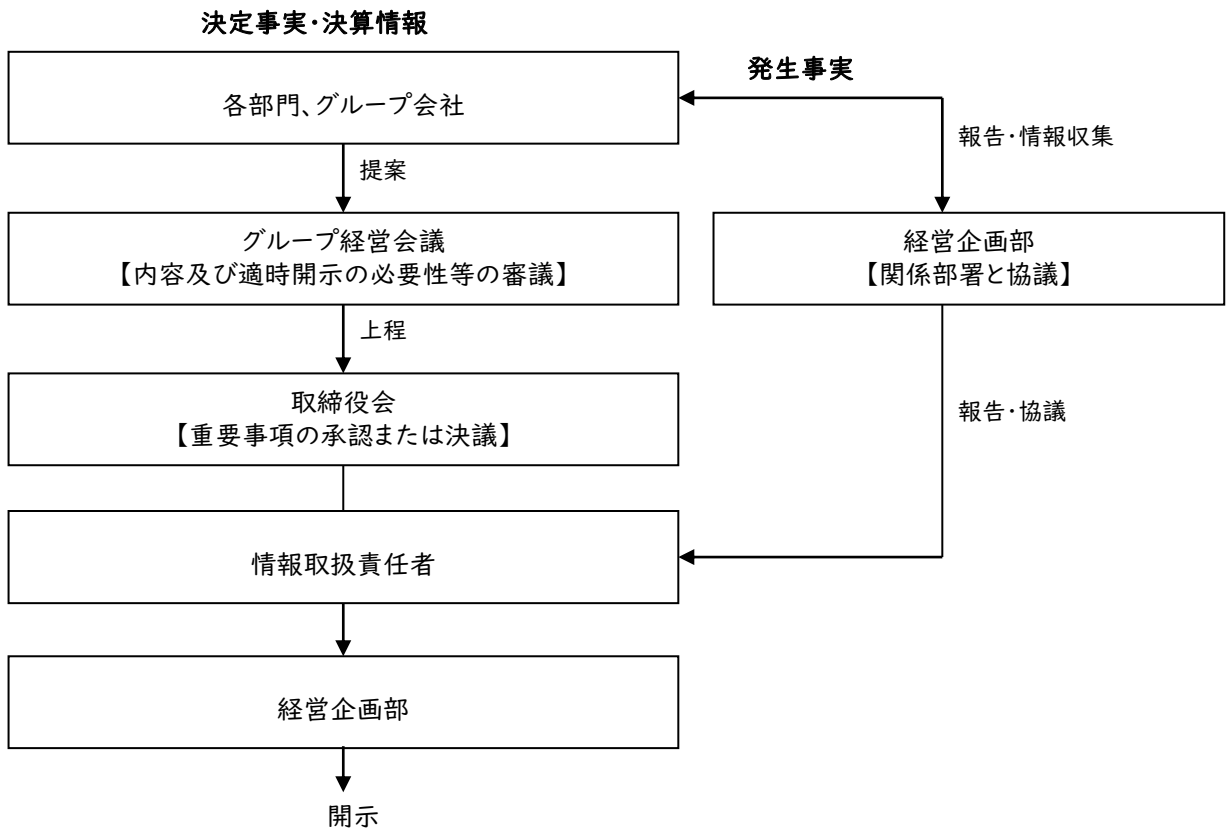 決定事実・決算情報
各部門、グループ会社
発生事実
報告・情報収集
提案
グループ経営会議
【内容及び適時開示の必要性等の審議】
経営企画部
【関係部署と協議】
上程
取締役会
【重要事項の承認または決議】
報告・協議
情報取扱責任者
経営企画部
開示